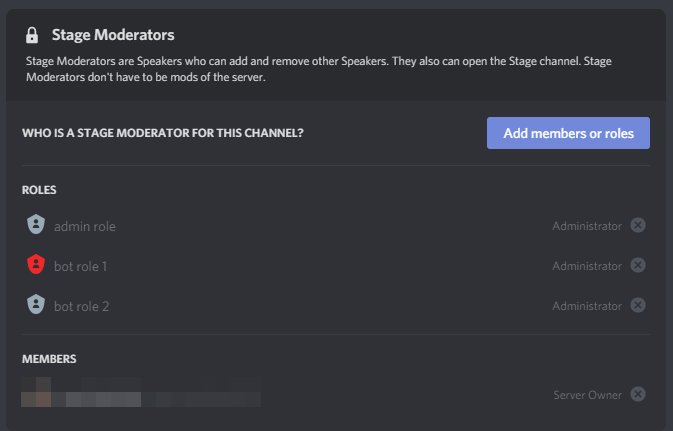 Stage Moderators
Stage Moderators are Speakers who can add and remove other Speakers. They also can open the Stage channel. Stage
Moderators don't have to be mods of the server.
WHO IS A STAGE MODERATOR FOR THIS CHANNEL?
Add members or roles
ROLES
admin role
Administrator
bot role 1
Administrator
bot role 2
Administrator
MEMBERS
Server Owner